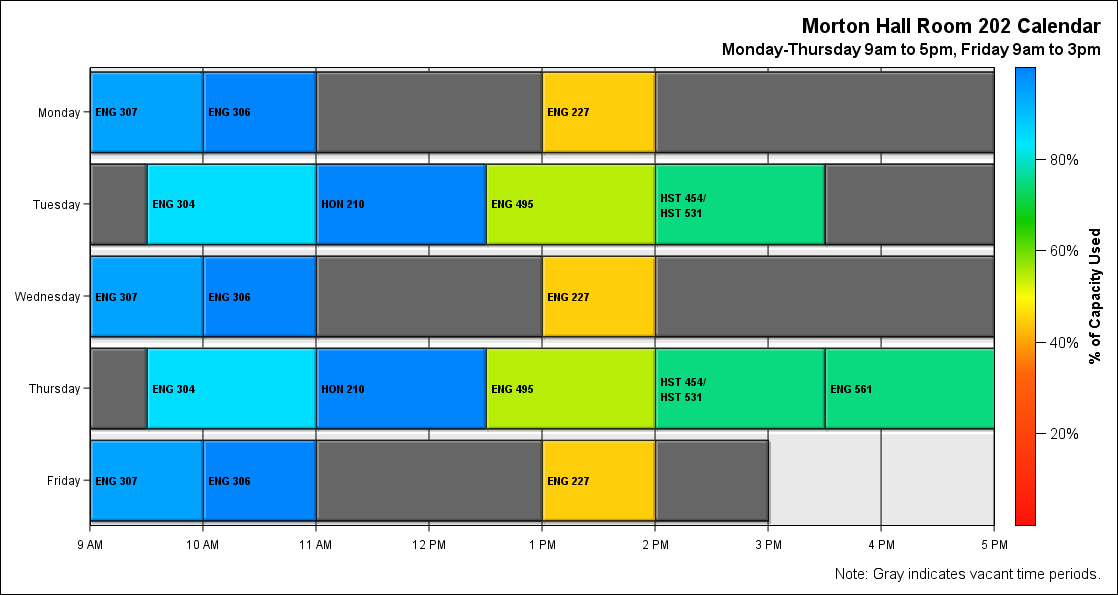 Morton Hall Room 202 Calendar
Monday-Thursday 9am to 5pm, Friday 9am to 3pm
Monday
ENG 307
ENG 306
ENG 227
Tuesday
ENG 304
HON 210
ENG 495
HST 454/
HST 531
Wednesday
ENG 307
ENG 306
ENG 227
Thursday
ENG 304
HON 210
ENG 495
HST 454/
HST 531
ENG 561
Friday
ENG 307
ENG 306
ENG 227
9 AM
10 AM
11 AM
12 PM
1 PM
2 PM
3 PM
4 PM
5 PM
80%
60%
40%
20%
% of Capacity Used
Note: Gray indicates vacant time periods.